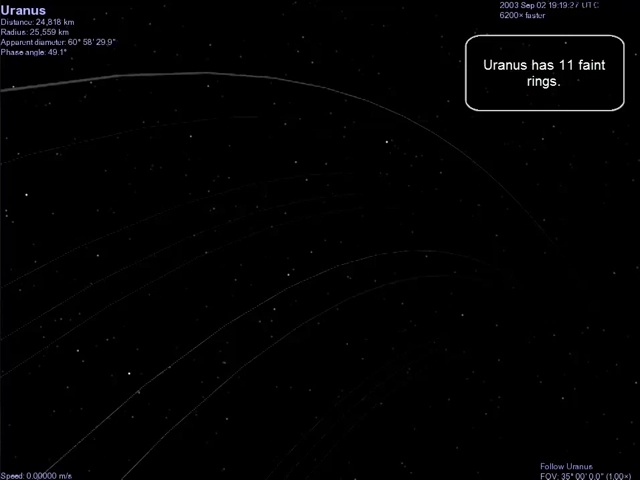 Uranus
Distance: 24,818 km
Radius: 25,559 km
Apparent diameter: 60° 58' 29.9"
Phase angle: 49.1°
2003 Sep 02 19:19:27 UTC
6200× faster
Uranus has 11 faint
rings.
Speed: 0.00000 m/s
Follow Uranus
FOV: 35° 00' 0.0" (1.00×)